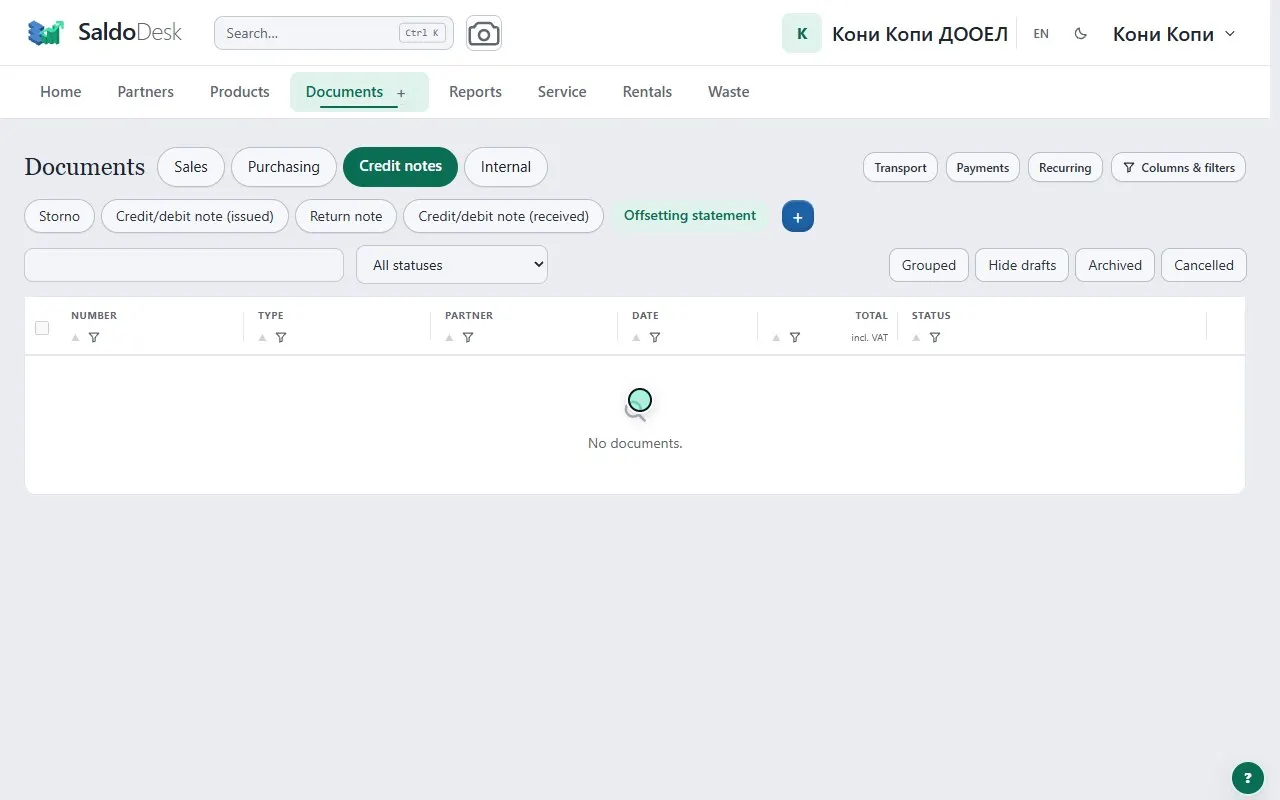 SaldoDesk
Search... Ctrl K
K Кони Копи ДООЕЛ EN Кони Копи
Home Partners Products Documents + Reports Service Rentals Waste
Documents Sales Purchasing Credit notes Internal Transport Payments Recurring Columns & filters
Storno Credit/debit note (issued) Return note Credit/debit note (received) Offsetting statement +
All statuses Grouped Hide drafts Archived Cancelled
NUMBER TYPE PARTNER DATE TOTAL STATUS
incl. VAT
No documents.
?